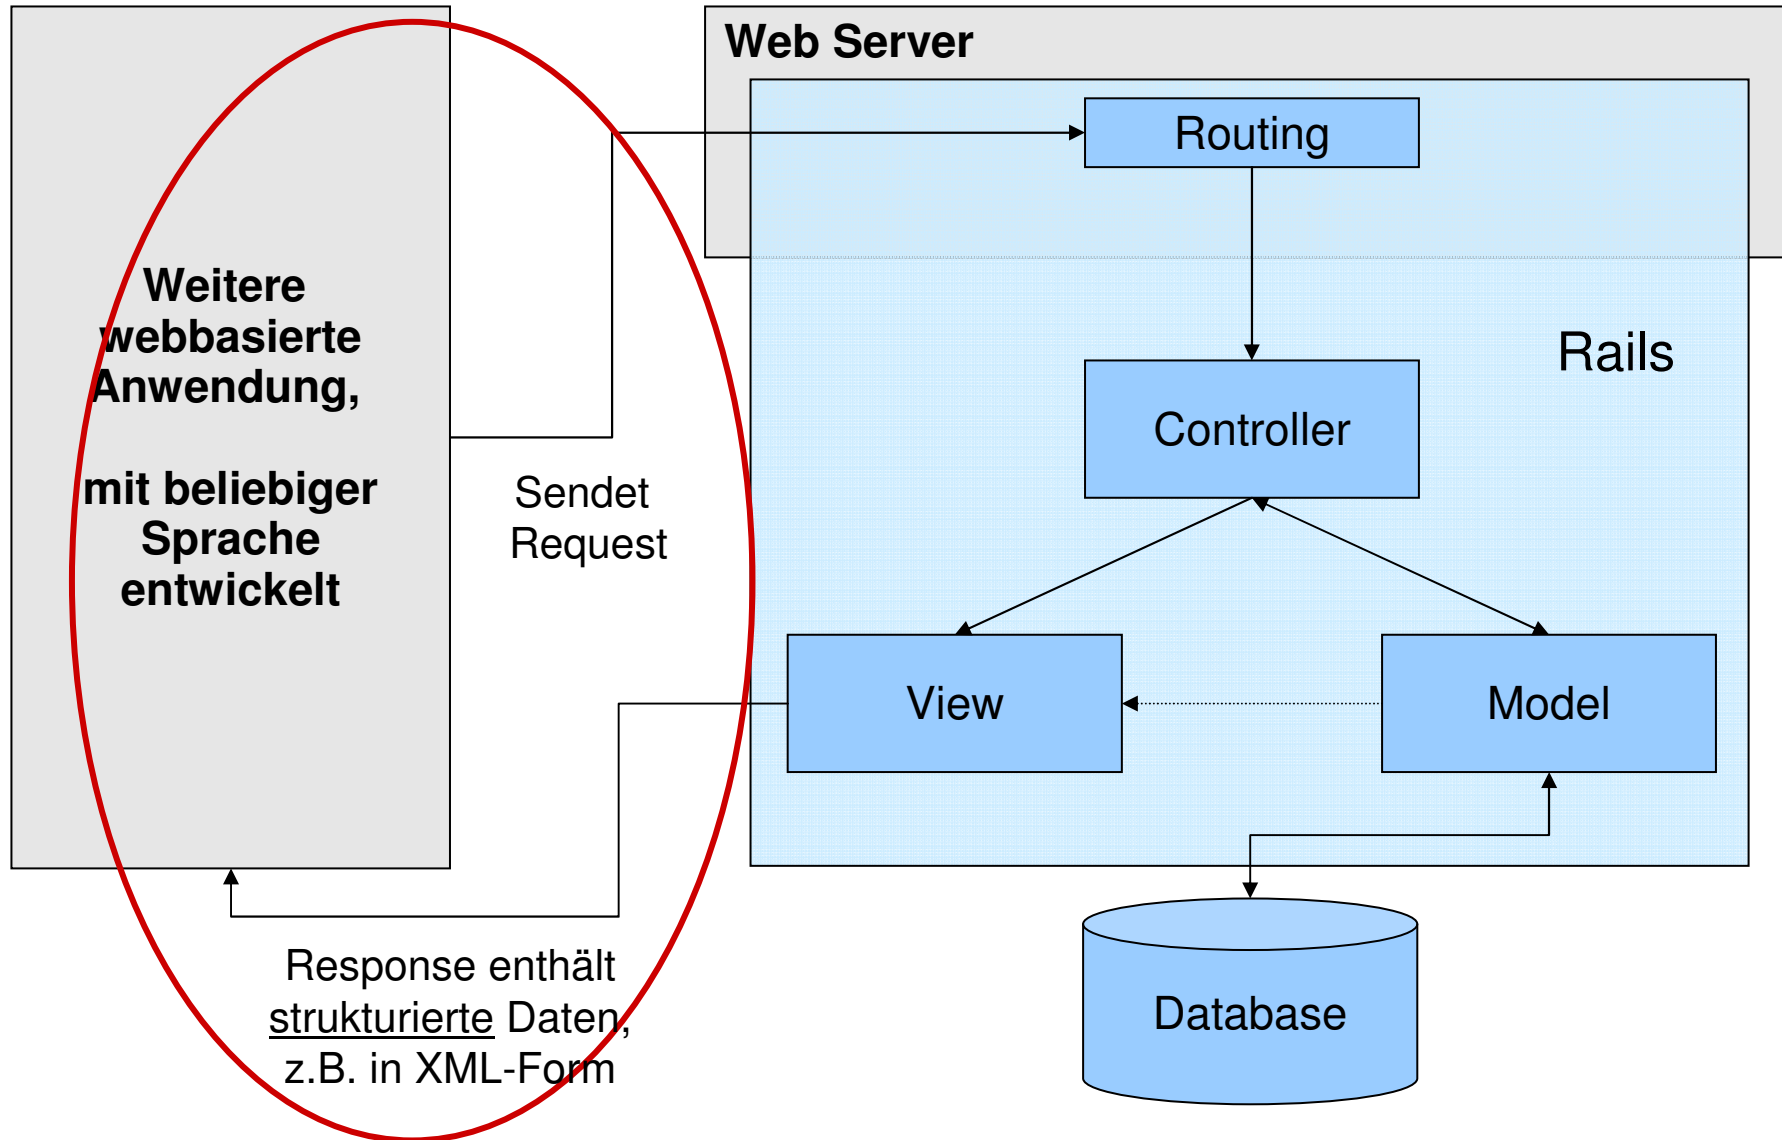 Web Server
Routing
Weitere
webbasierte
Anwendung,
mit beliebiger
Sprache
entwickelt
Sendet
Request
Rails
Controller
View
Model
Response enthält
strukturierte Daten,
z.B. in XML-Form
Database